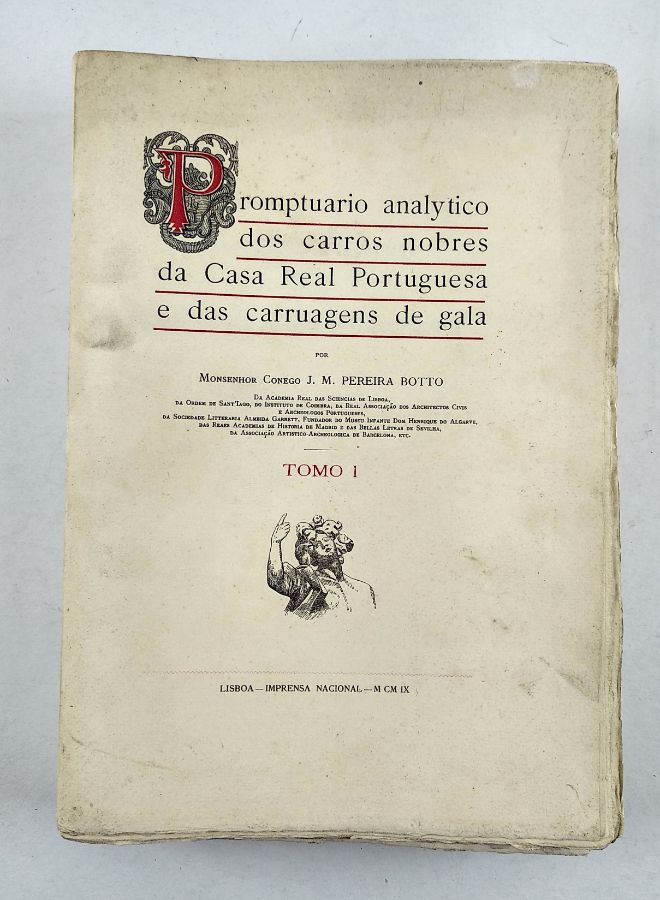 Promptuario analytico
dos carros nobres
da Casa Real Portuguesa
e das carruagens de gala
POR
MONSENHOR CONEGO J. M. PEREIRA BOTTO
DA ACADEMIA REAL DAS SCIENCIAS DE LISBOA,
DA ORDEM DE SANT'IAGO, DO INSTITUTO DE COIMBRA, DA REAL ASSOCIAÇÃO DOS ARCHITECTOS CIVIS
E ARCHEOLOGOS PORTUGUESES,
DA SOCIEDADE LITTERARIA ALMEIDA GARRETT, FUNDADOR DO MUSEU INFANTE DOM HENRIQUE DO ALGARVE,
DAS REAES ACADEMIAS DE HISTORIA DE MADRID E DAS BELLAS LETRAS DE SEVILHA,
DA ASSOCIAÇÃO ARTISTICO-ARCHEOLOGICA DE BARCELONA, ETC.
TOMO I
LISBOA — IMPRENSA NACIONAL — M CM IX